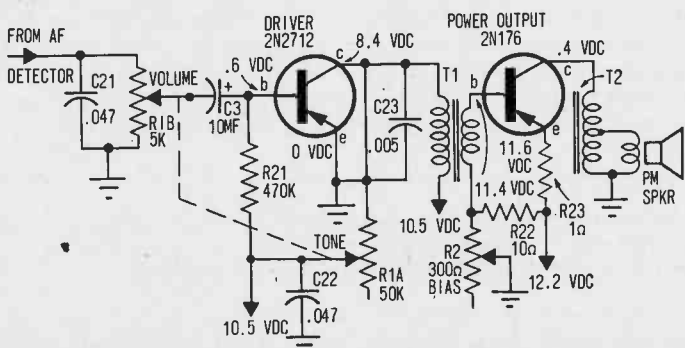 DRIVER
2N2712
POWER OUTPUT
2N176
FROM AF
DETECTOR
C21
.047
VOLUME
R1B
5K
+
C3
10MF
.6 VDC
b
c
8.4 VDC
e
0 VDC
R21
470K
C23
.005
T1
10.5 VDC
b
.4 VDC
c
T2
e
11.6
VDC
11.4 VDC
R23
1Ω
R22
10Ω
PM
SPKR
TONE
R1A
50K
C22
.047
10.5 VDC
R2
300Ω
BIAS
12.2 VDC